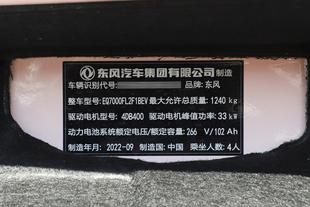 东风汽车集团有限公司 制造
车辆识别代号: 品牌: 东风
整车型号: EQ7000FL2F1BEV 最大允许总质量: 1240 kg
驱动电机型号: 4DB400 驱动电机峰值功率: 33 kW
动力电池系统额定电压/额定容量: 266 V/102 Ah
制造年月: 2022-09 制造国: 中国 乘坐人数: 4人